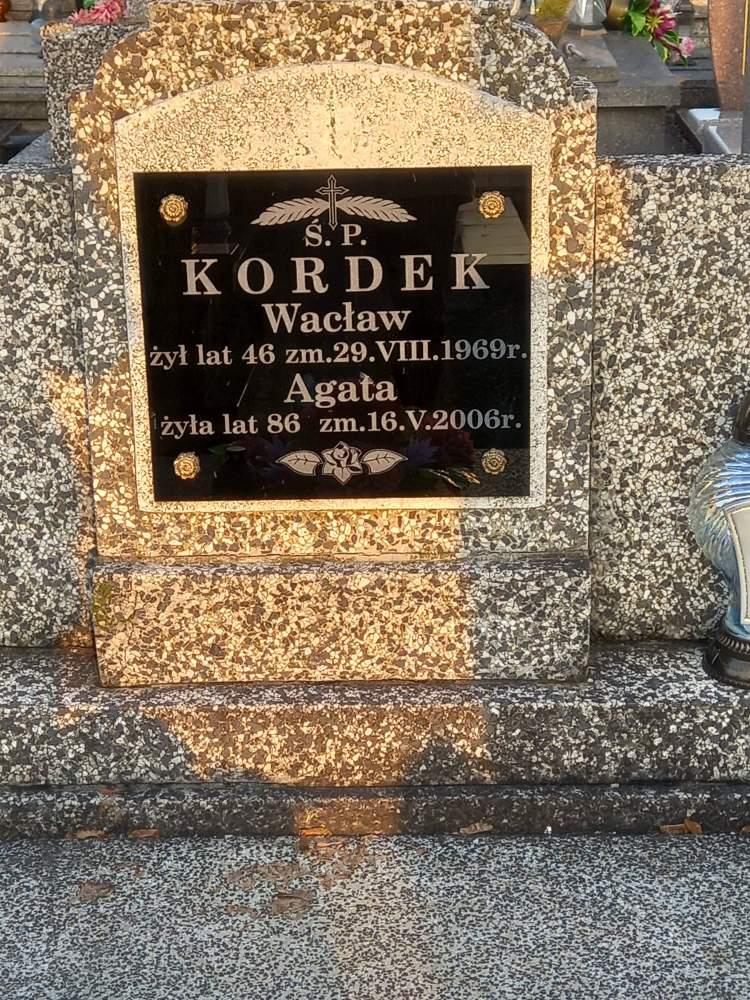 Ś. P.
KORDEK
Wacław
żył lat 46 zm.29.VIII.1969r.
Agata
żyła lat 86 zm.16.V.2006r.